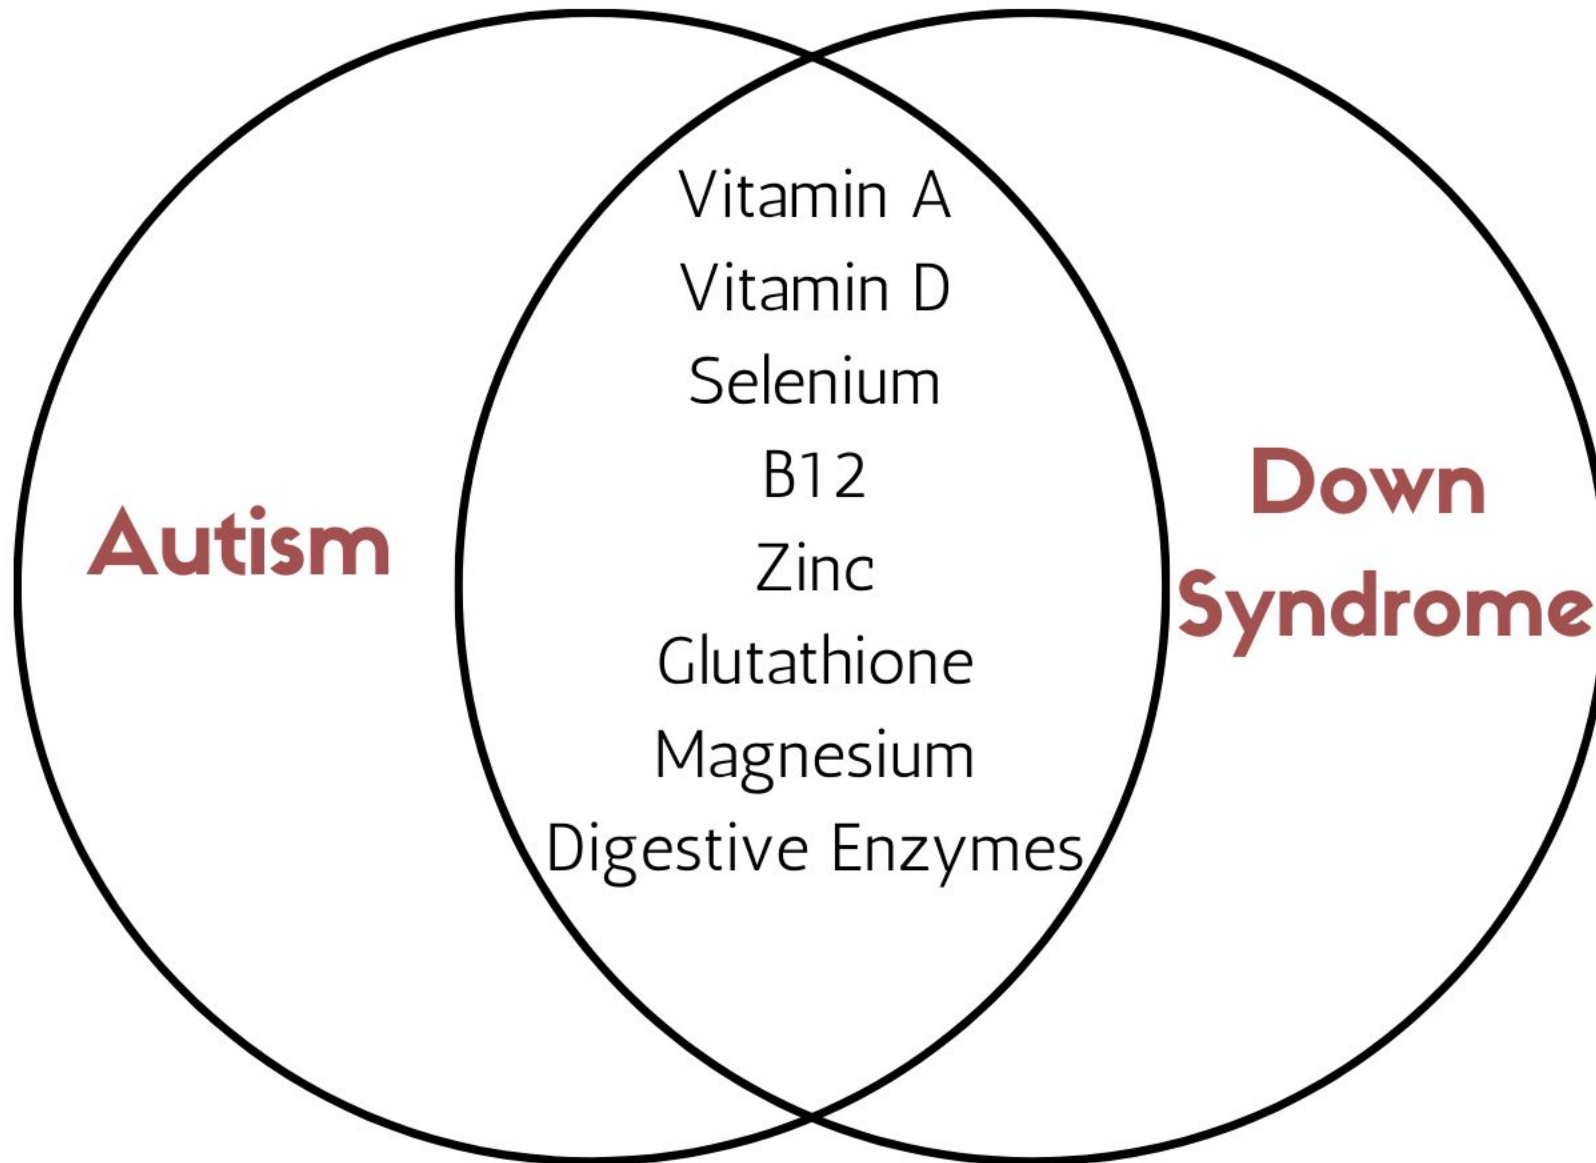 Autism
Vitamin A
Vitamin D
Selenium
B12
Zinc
Glutathione
Magnesium
Digestive Enzymes
Down
Syndrome